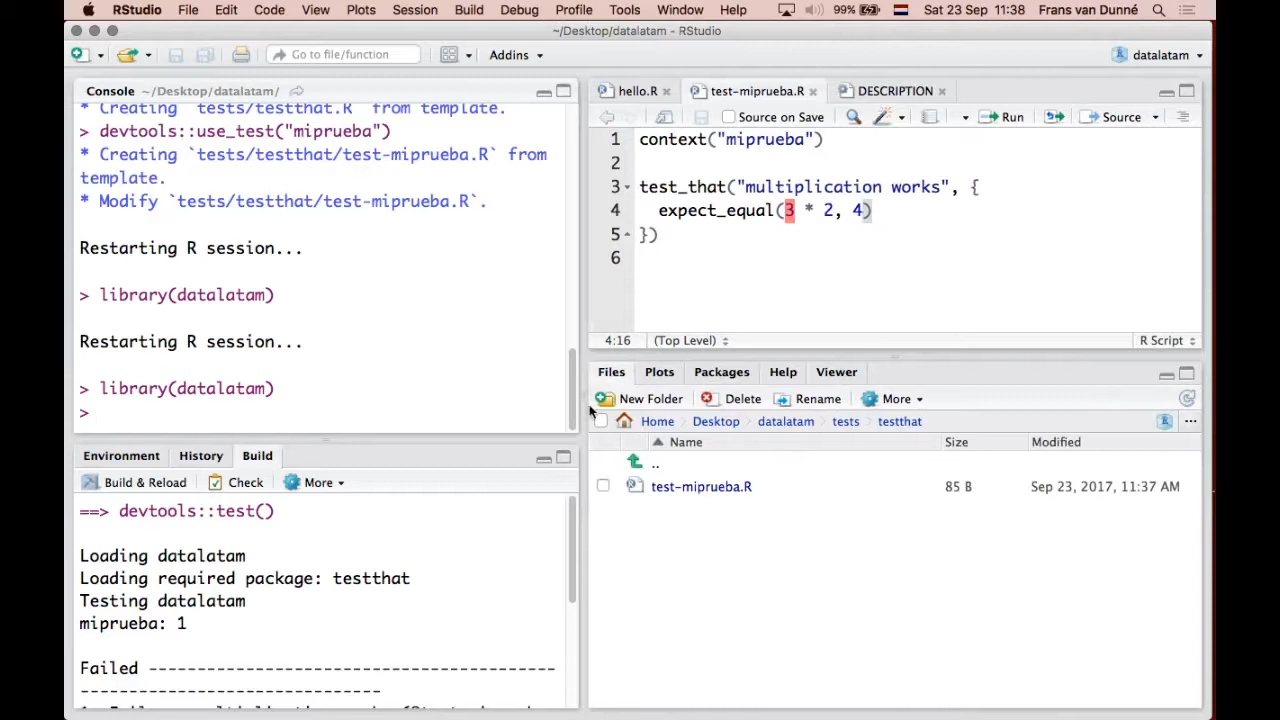 RStudio File Edit Code View Plots Session Build Debug Profile Tools Window Help 99% Sat 23 Sep 11:38 Frans van Dunné
~/Desktop/datalatam - RStudio
Go to file/function Addins datalatam
Console ~/Desktop/datalatam/
* Creating `tests/testthat.R` from template.
> devtools::use_test("miprueba")
* Creating `tests/testthat/test-miprueba.R` from
template.
* Modify `tests/testthat/test-miprueba.R`.
Restarting R session...
> library(datalatam)
Restarting R session...
> library(datalatam)
>
Environment History Build
Build & Reload Check More
==> devtools::test()
Loading datalatam
Loading required package: testthat
Testing datalatam
miprueba: 1
Failed --------------------------------------------
-------------------------------
hello.R test-miprueba.R DESCRIPTION
Source on Save Run Source
1 context("miprueba")
2
3 test_that("multiplication works", {
4 expect_equal(3 * 2, 4)
5 })
6
4:16 (Top Level) R Script
Files Plots Packages Help Viewer
New Folder Delete Rename More
Home Desktop datalatam tests testthat ...
Name Size Modified
..
test-miprueba.R 85 B Sep 23, 2017, 11:37 AM